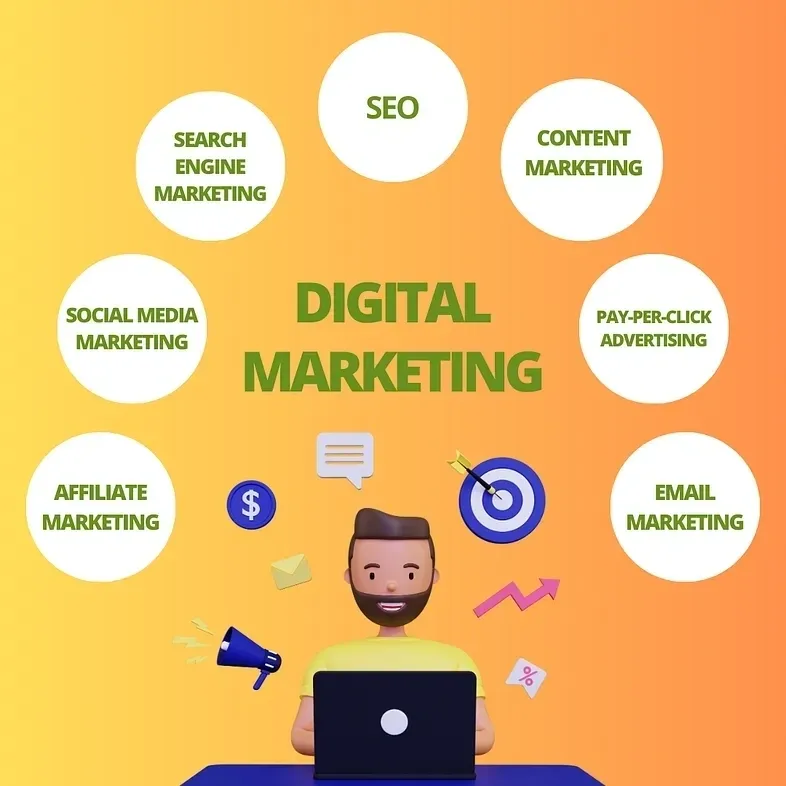 SEO
SEARCH
ENGINE
MARKETING
CONTENT
MARKETING
SOCIAL MEDIA
MARKETING
DIGITAL
MARKETING
PAY-PER-CLICK
ADVERTISING
AFFILIATE
MARKETING
EMAIL
MARKETING
$
%